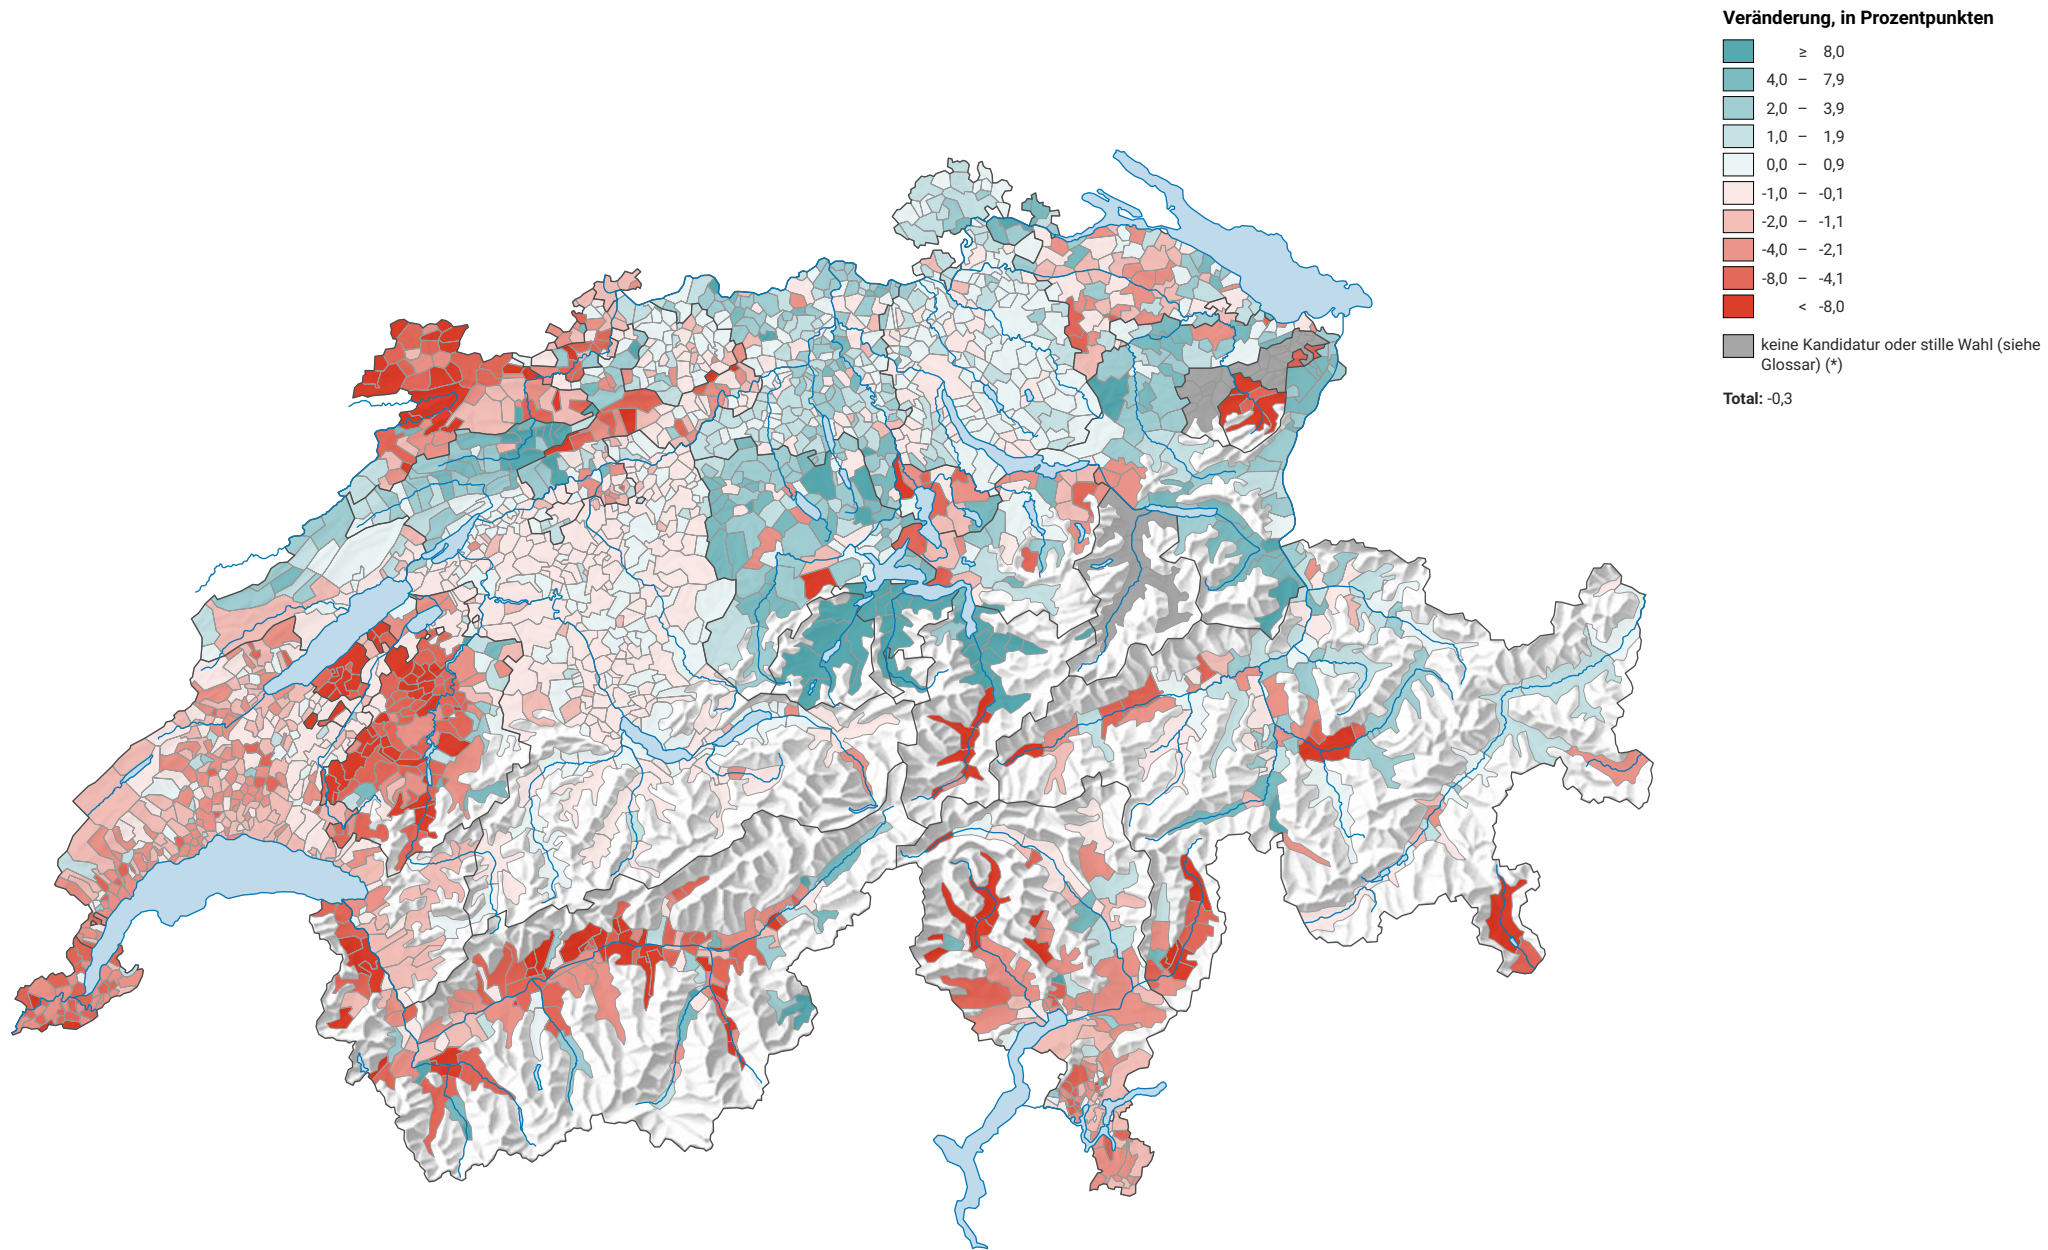 Veränderung, in Prozentpunkten
≥ 8,0
4,0 – 7,9
2,0 – 3,9
1,0 – 1,9
0,0 – 0,9
-1,0 – -0,1
-2,0 – -1,1
-4,0 – -2,1
-8,0 – -4,1
< -8,0
keine Kandidatur oder stille Wahl (siehe
Glossar) (*)
Total: -0,3